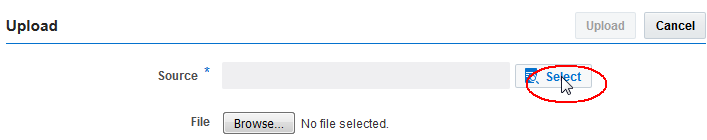 Upload Upload Cancel
Source * Select
File Browse... No file selected.